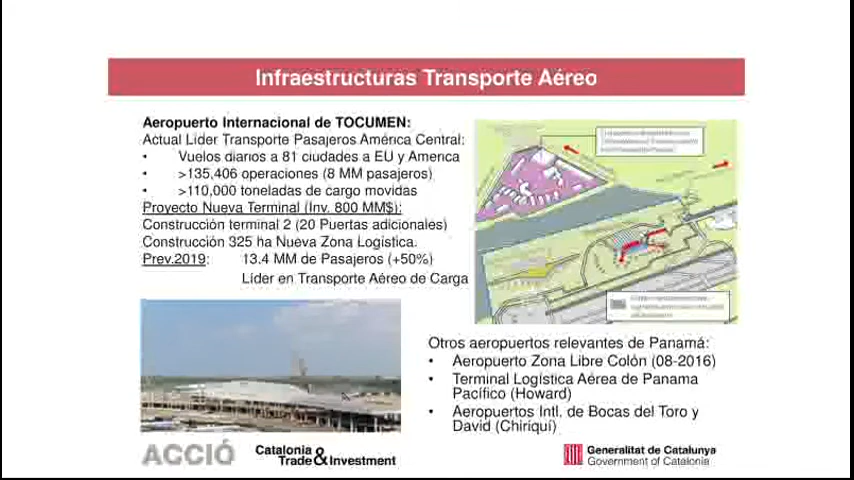 Infraestructuras Transporte Aéreo
Aeropuerto Internacional de TOCUMEN:
Actual Líder Transporte Pasajeros América Central:
• Vuelos diarios a 81 ciudades a EU y America
• >135,406 operaciones (8 MM pasajeros)
• >110,000 toneladas de cargo movidas
Proyecto Nueva Terminal (Inv. 800 MM$):
Construcción terminal 2 (20 Puertas adicionales)
Construcción 325 ha Nueva Zona Logística.
Prev.2019: 13.4 MM de Pasajeros (+50%)
Líder en Transporte Aéreo de Carga
Otros aeropuertos relevantes de Panamá:
• Aeropuerto Zona Libre Colón (08-2016)
• Terminal Logística Aérea de Panama
Pacífico (Howard)
• Aeropuertos Intl. de Bocas del Toro y
David (Chiriquí)
ACCIÓ
Catalonia
Trade & Investment
Generalitat de Catalunya
Government of Catalonia